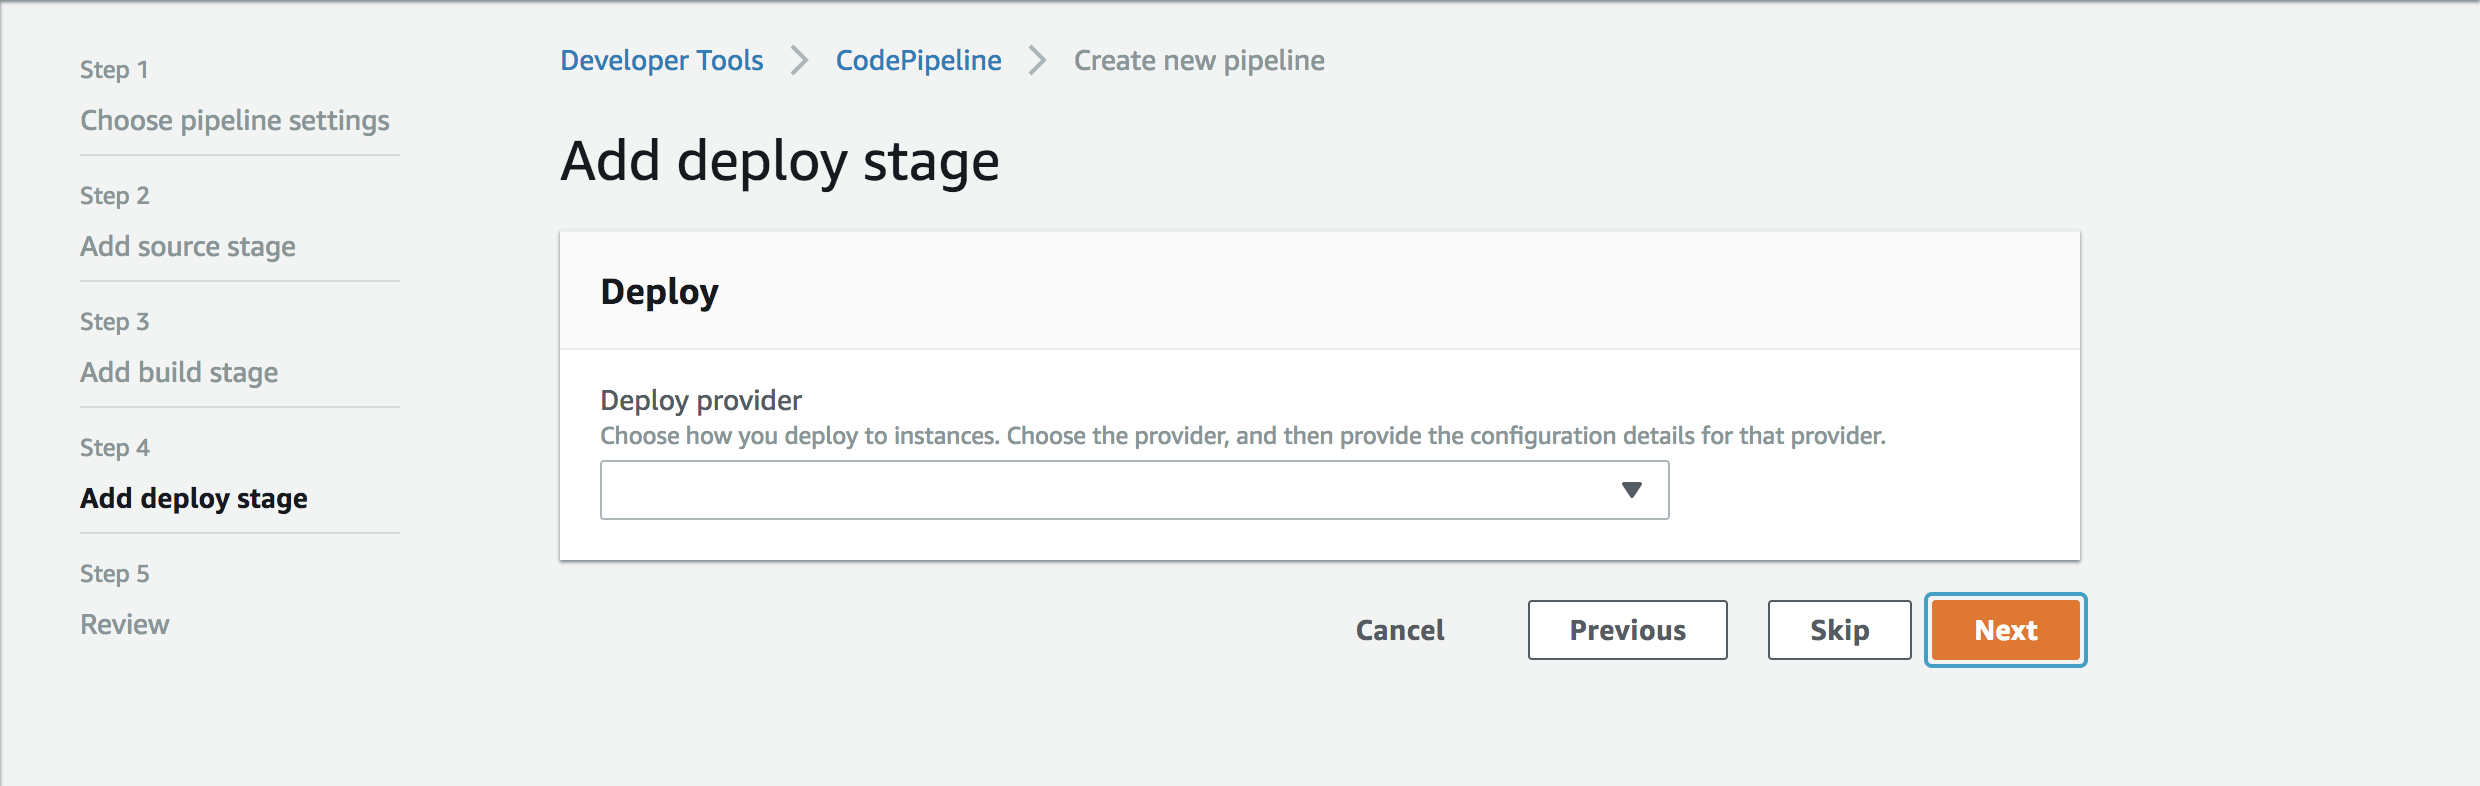 Step 1
Choose pipeline settings
Step 2
Add source stage
Step 3
Add build stage
Step 4
Add deploy stage
Step 5
Review
Developer Tools > CodePipeline > Create new pipeline
Add deploy stage
Deploy
Deploy provider
Choose how you deploy to instances. Choose the provider, and then provide the configuration details for that provider.
Cancel Previous Skip Next